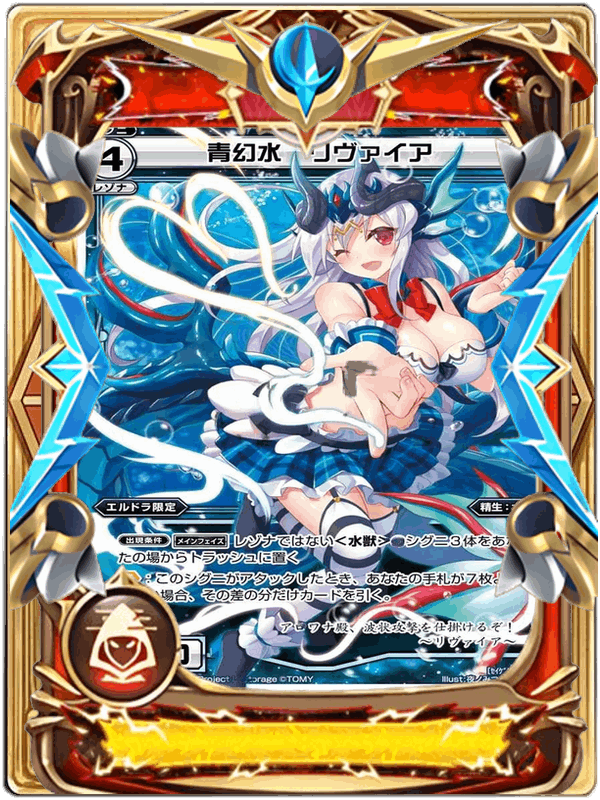 4
青幻水 リヴァイア
レゾナ
エルドラ限定
精生:
出現条件 メインフェイズ レゾナではない<水獣>のシグニ3体をあ
たの場からトラッシュに置く
:このシグニがアタックしたとき、あなたの手札が7枚
場合、その差の分だけカードを引く。
アロワナ殿、波状攻撃を仕掛けるぞ!
~リヴァイア~
Project ©TOMY
Illust:夜